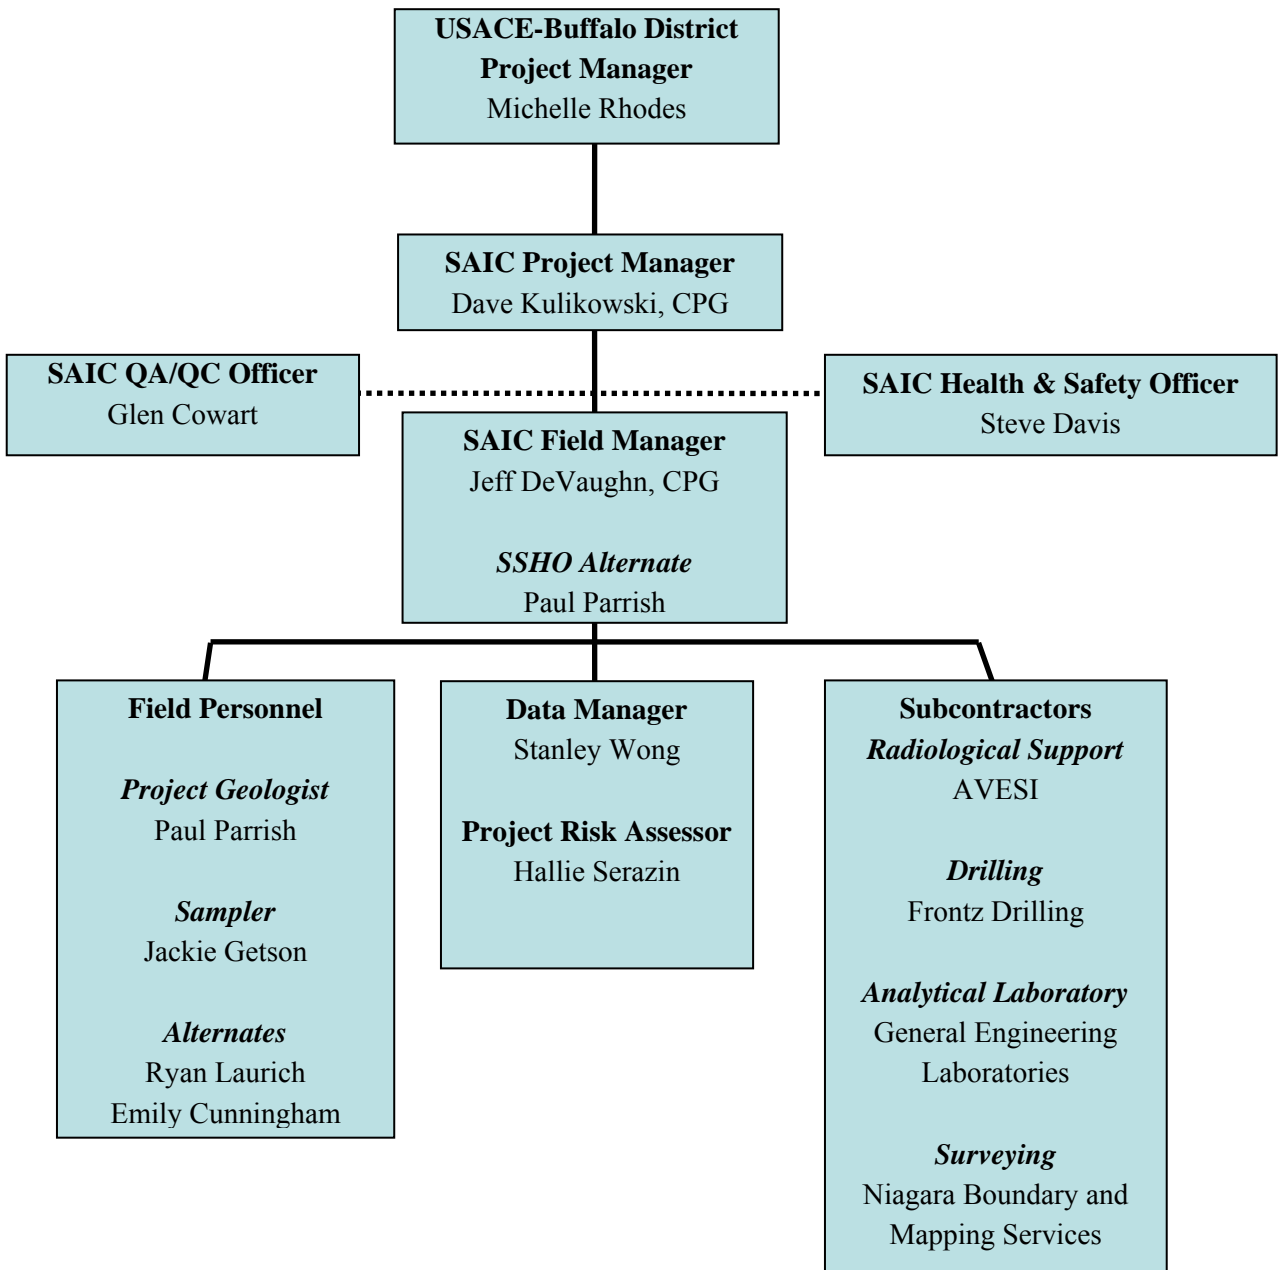 USACE-Buffalo District
Project Manager
Michelle Rhodes
SAIC Project Manager
Dave Kulikowski, CPG
SAIC QA/QC Officer
Glen Cowart
SAIC Health & Safety Officer
Steve Davis
SAIC Field Manager
Jeff DeVaughn, CPG
SSHO Alternate
Paul Parrish
Field Personnel
Project Geologist
Paul Parrish
Sampler
Jackie Getson
Alternates
Ryan Laurich
Emily Cunningham
Data Manager
Stanley Wong
Project Risk Assessor
Hallie Serazin
Subcontractors
Radiological Support
AVESI
Drilling
Frontz Drilling
Analytical Laboratory
General Engineering
Laboratories
Surveying
Niagara Boundary and
Mapping Services